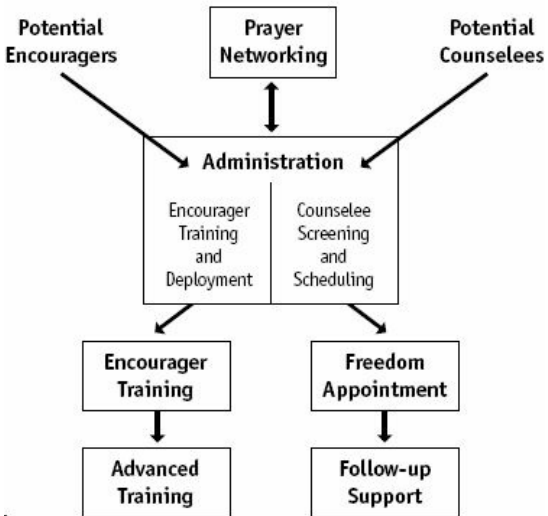 Potential
Encouragers
Prayer
Networking
Potential
Counselees
Administration
Encourager
Training
and
Deployment
Counselee
Screening
and
Scheduling
Encourager
Training
Freedom
Appointment
Advanced
Training
Follow-up
Support